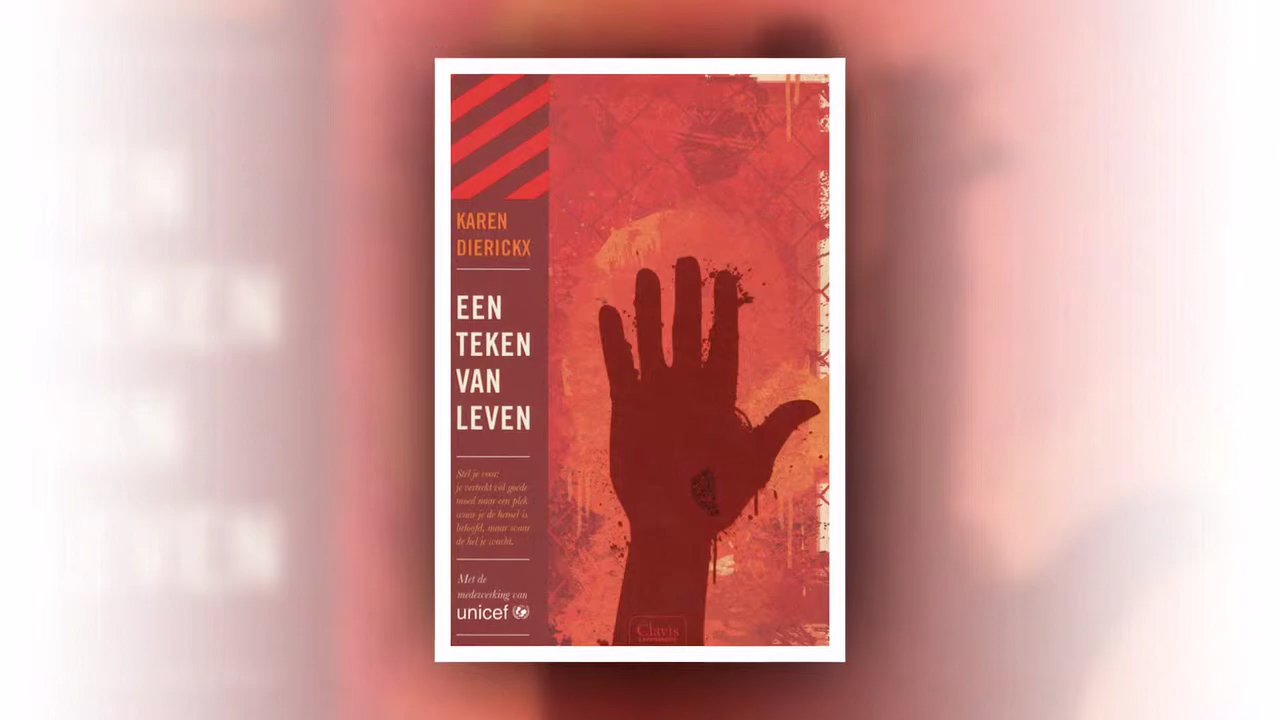 KAREN
DIERICKX
EEN
TEKEN
VAN
LEVEN
Stel je voor:
je vertrekt vol goede
moed naar een plek
waar je de hemel is
beloofd, maar waar
de hel je wacht.
Met de
medewerking van
unicef
Clavis